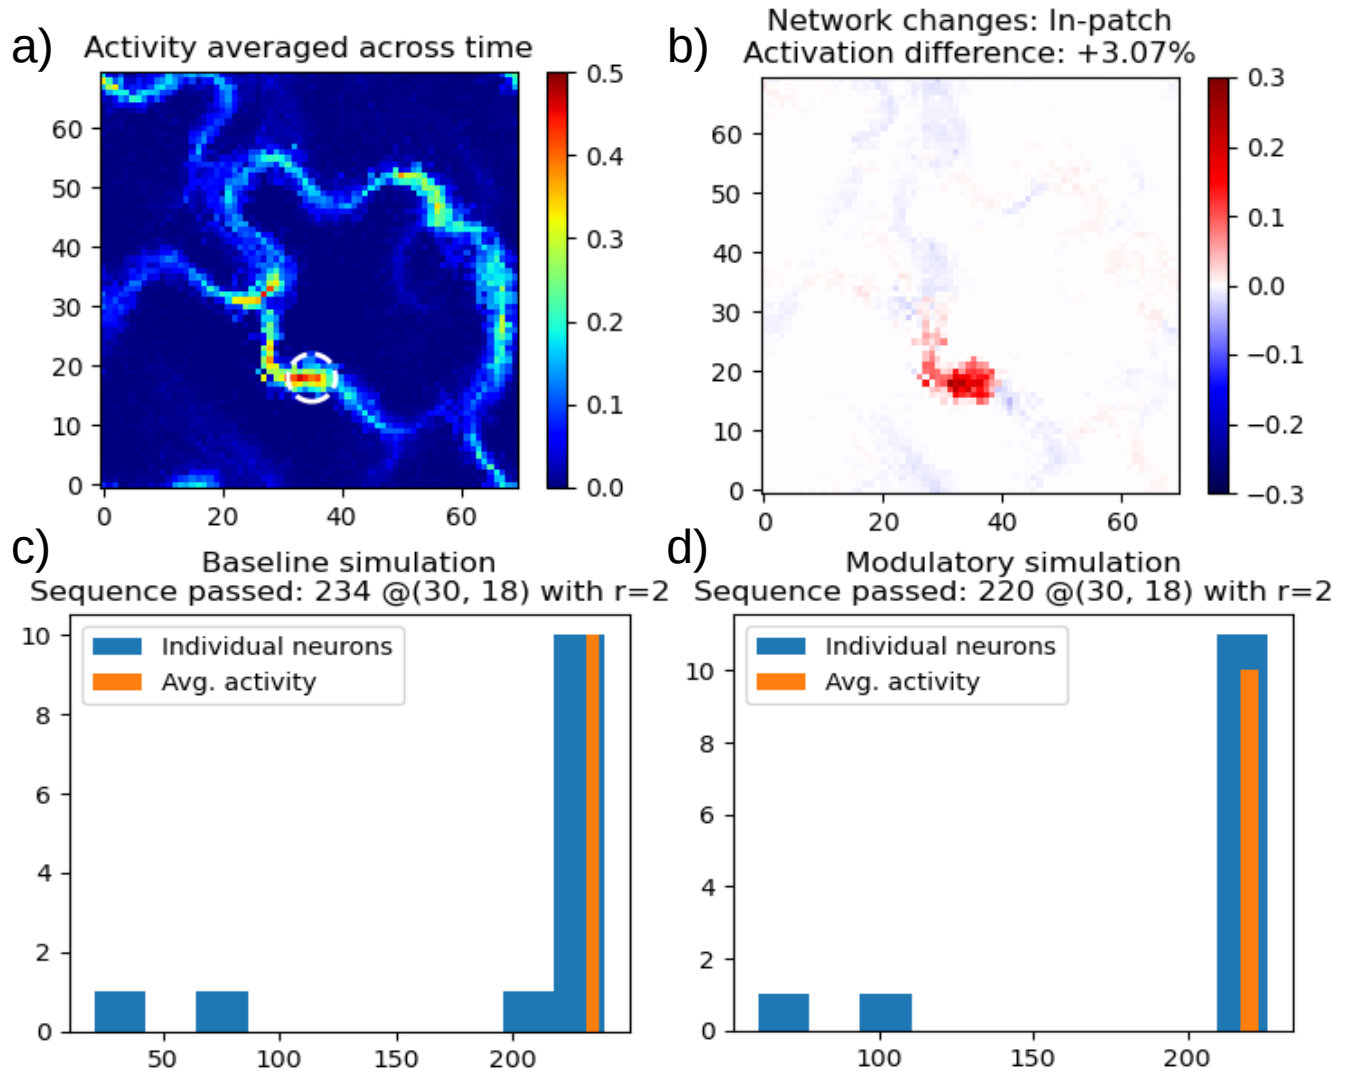 a)
Activity averaged across time
60
50
40
30
20
10
0
0 20 40 60
0.5
0.4
0.3
0.2
0.1
0.0
b)
Network changes: In-patch
Activation difference: +3.07%
60
50
40
30
20
10
0
0 20 40 60
0.3
0.2
0.1
0.0
−0.1
−0.2
−0.3
c)
Baseline simulation
Sequence passed: 234 @(30, 18) with r=2
Individual neurons
Avg. activity
10
8
6
4
2
0
50 100 150 200
d)
Modulatory simulation
Sequence passed: 220 @(30, 18) with r=2
Individual neurons
Avg. activity
10
8
6
4
2
0
100 150 200